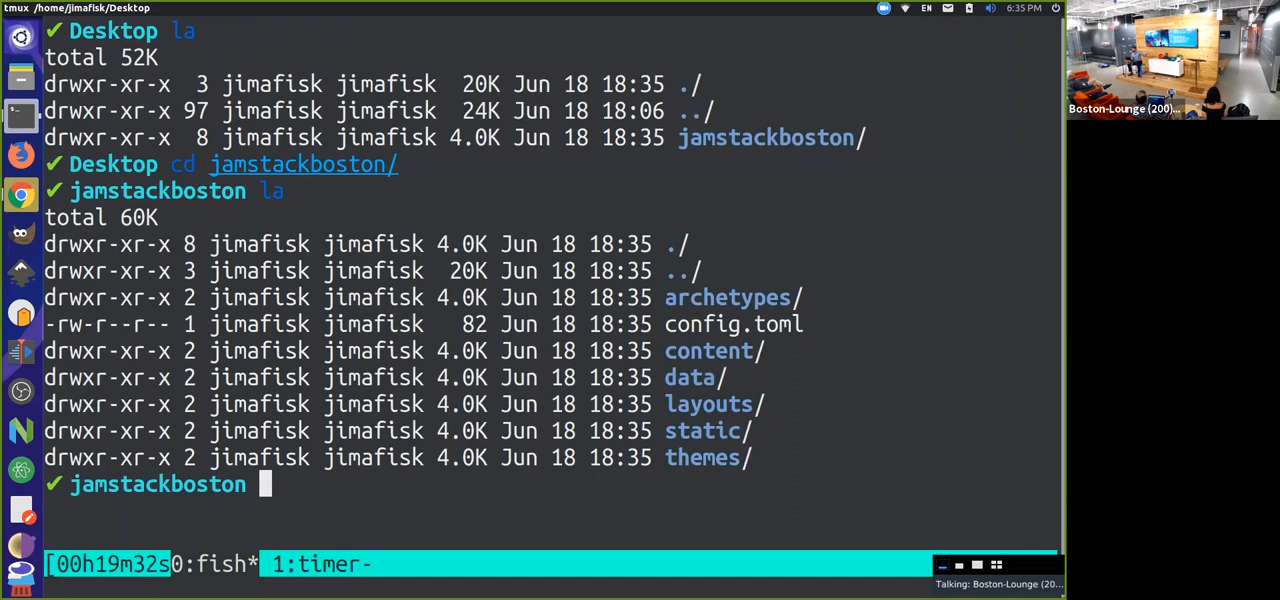 tmux /home/jimafisk/Desktop
EN
6:35 PM
✔ Desktop la
total 52K
drwxr-xr-x  3 jimafisk jimafisk  20K Jun 18 18:35 ./
drwxr-xr-x 97 jimafisk jimafisk  24K Jun 18 18:06 ../
drwxr-xr-x  8 jimafisk jimafisk 4.0K Jun 18 18:35 jamstackboston/
✔ Desktop cd jamstackboston/
✔ jamstackboston la
total 60K
drwxr-xr-x 8 jimafisk jimafisk 4.0K Jun 18 18:35 ./
drwxr-xr-x 3 jimafisk jimafisk  20K Jun 18 18:35 ../
drwxr-xr-x 2 jimafisk jimafisk 4.0K Jun 18 18:35 archetypes/
-rw-r--r-- 1 jimafisk jimafisk   82 Jun 18 18:35 config.toml
drwxr-xr-x 2 jimafisk jimafisk 4.0K Jun 18 18:35 content/
drwxr-xr-x 2 jimafisk jimafisk 4.0K Jun 18 18:35 data/
drwxr-xr-x 2 jimafisk jimafisk 4.0K Jun 18 18:35 layouts/
drwxr-xr-x 2 jimafisk jimafisk 4.0K Jun 18 18:35 static/
drwxr-xr-x 2 jimafisk jimafisk 4.0K Jun 18 18:35 themes/
✔ jamstackboston
[00h19m32s0:fish* 1:timer-
Talking: Boston-Lounge (20...
Boston-Lounge (200)...